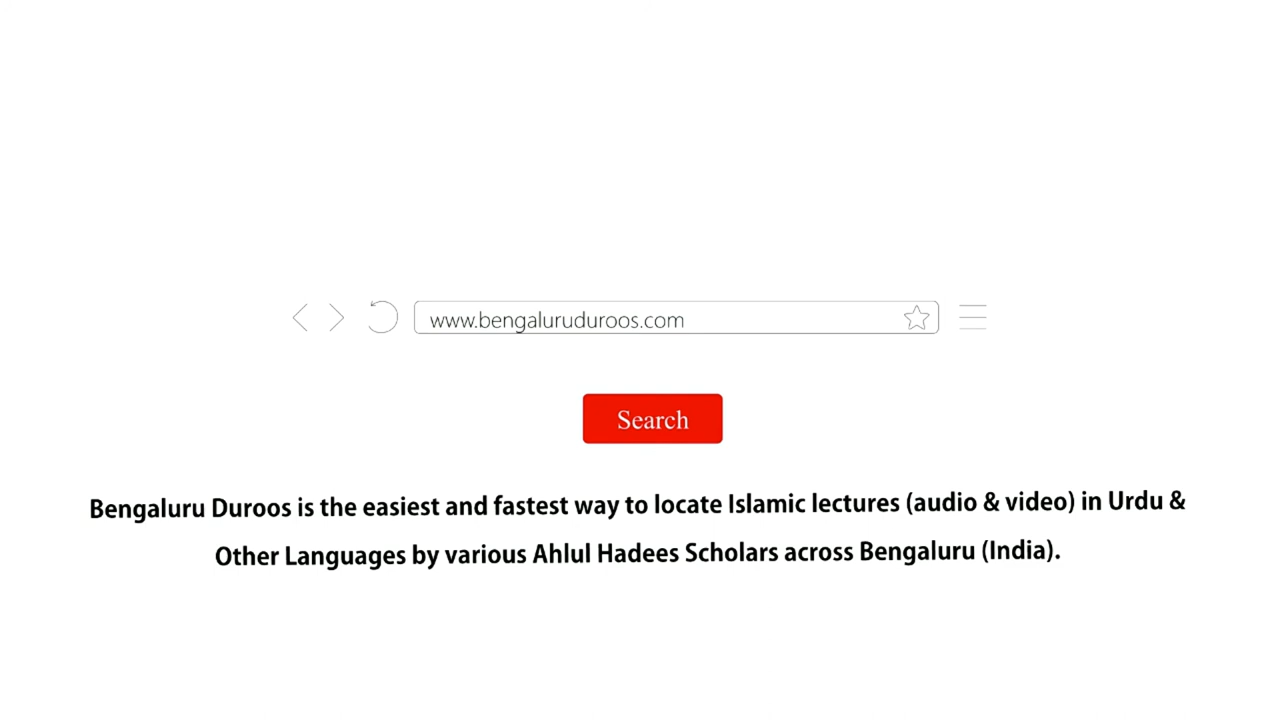 www.bengaluruduroos.com
Search
Bengaluru Duroos is the easiest and fastest way to locate Islamic lectures (audio & video) in Urdu &
Other Languages by various Ahlul Hadees Scholars across Bengaluru (India).